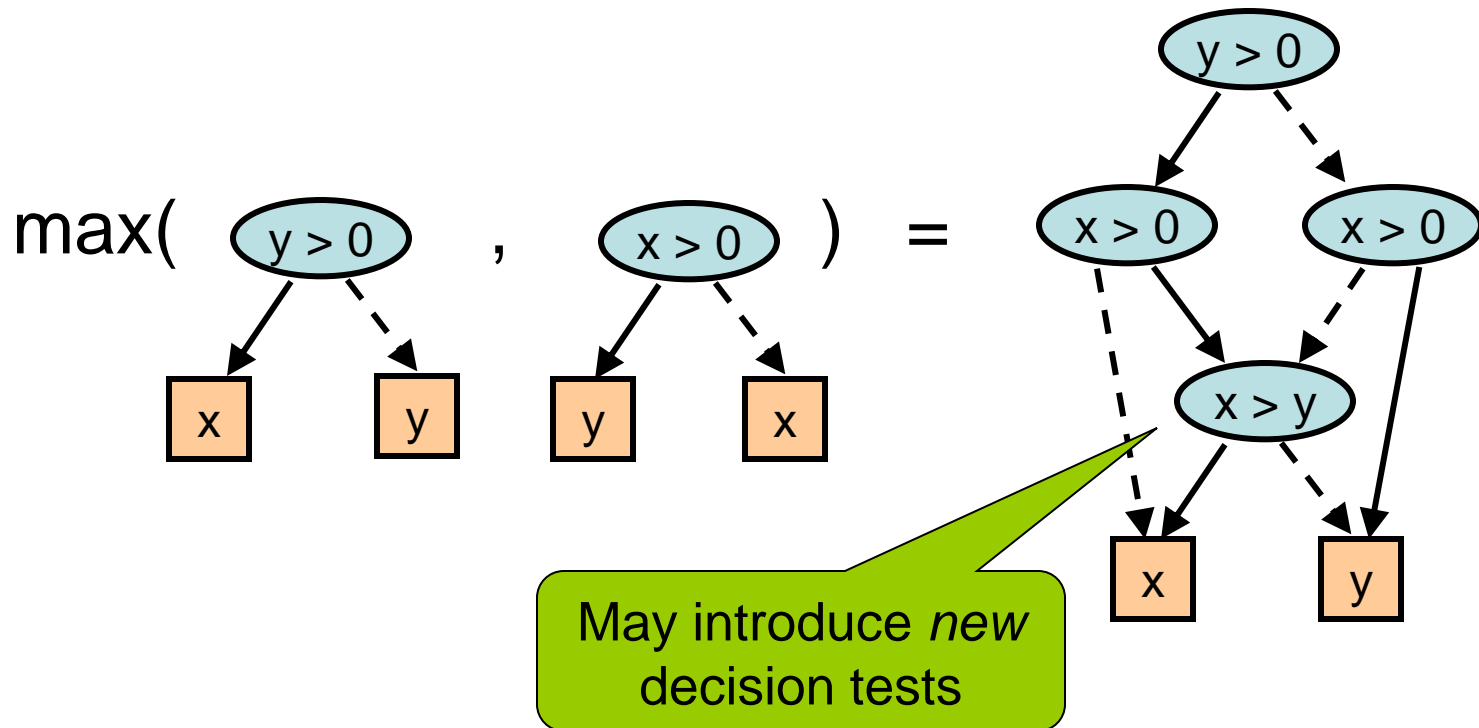 y > 0
max( y > 0 , x > 0 ) = x > 0 x > 0
x y y x
x > y
x y
May introduce new
decision tests